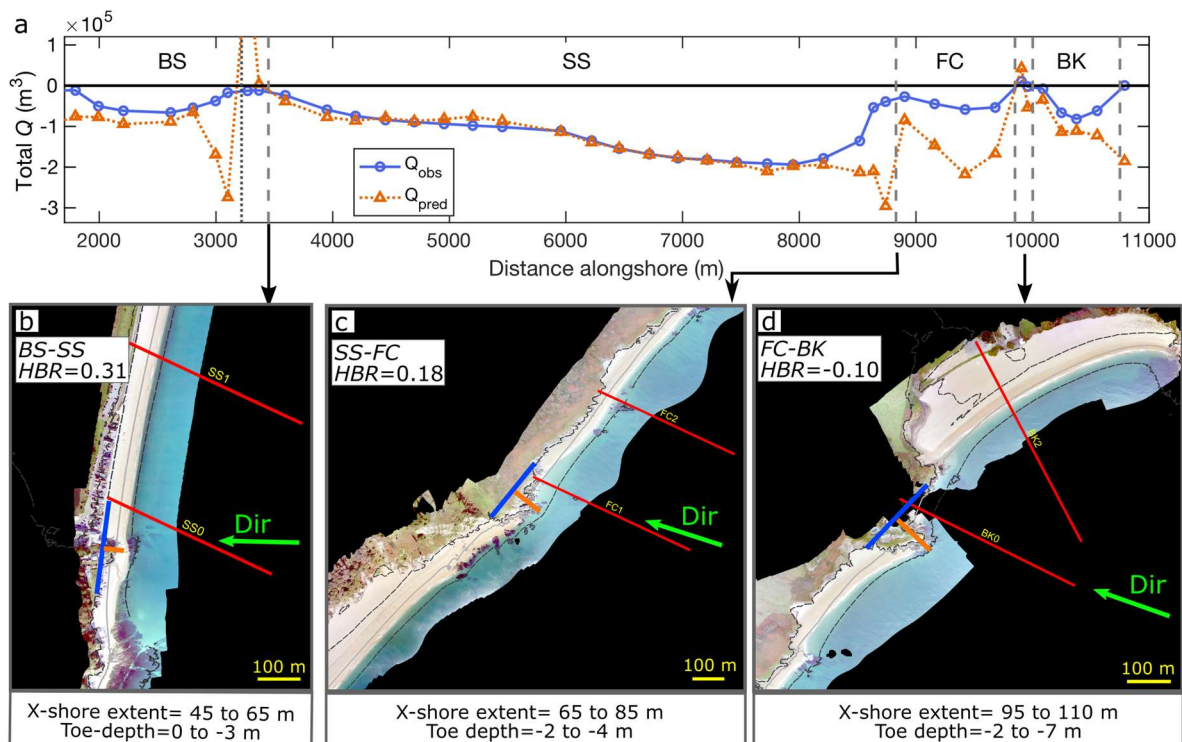 a
× 10⁵
BS
SS
FC
BK
Total Q (m³)
1
0
-1
-2
-3
Q_obs
Q_pred
2000 3000 4000 5000 6000 7000 8000 9000 10000 11000
Distance alongshore (m)
b
BS-SS
HBR=0.31
SS1
SS0
Dir
100 m
X-shore extent= 45 to 65 m
Toe-depth=0 to -3 m
c
SS-FC
HBR=0.18
FC2
FC1
Dir
100 m
X-shore extent= 65 to 85 m
Toe depth=-2 to -4 m
d
FC-BK
HBR=-0.10
BK2
BK0
Dir
100 m
X-shore extent= 95 to 110 m
Toe depth=-2 to -7 m